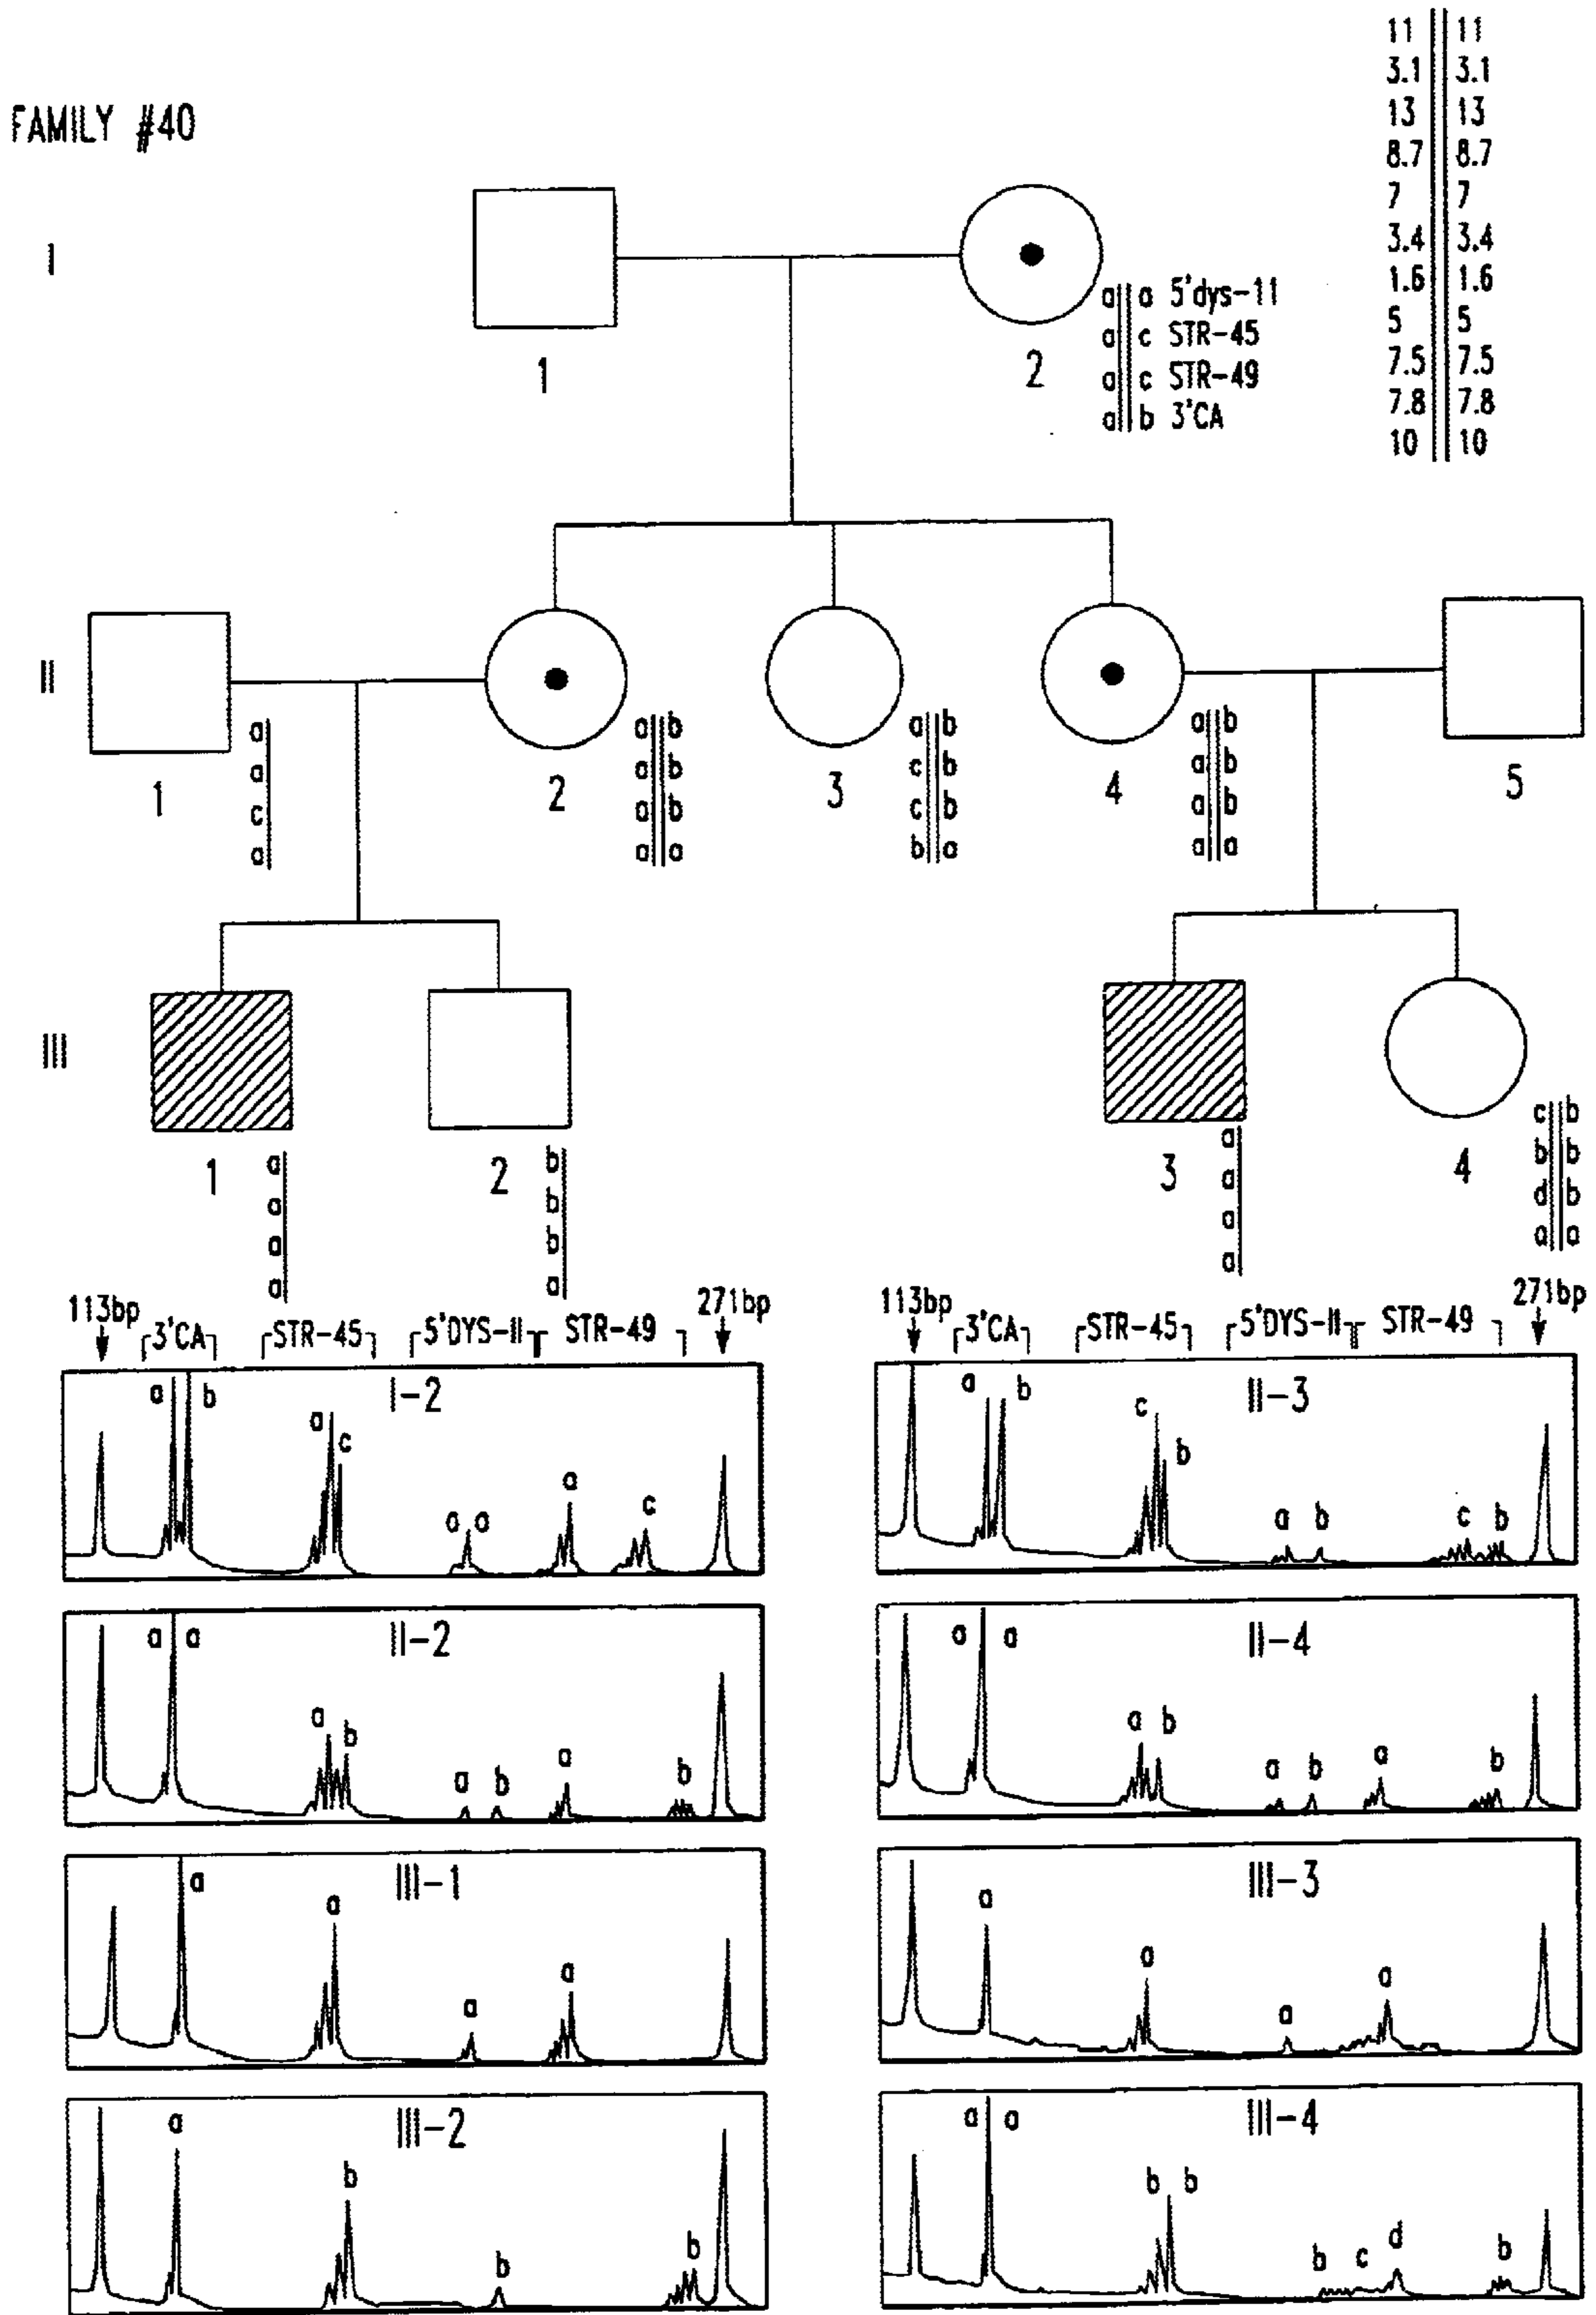 11 11
3.1 3.1
13 13
8.7 8.7
7 7
3.4 3.4
1.6 1.6
5 5
7.5 7.5
7.8 7.8
10 10
FAMILY #40
I
1
2
a a 5'dys-11
a c STR-45
a c STR-49
a b 3'CA
II
1
a
a
c
a
2
a b
a b
a b
a a
3
a b
c b
c b
b a
4
a b
a b
a b
a a
5
III
1
a
a
a
a
2
b
b
b
a
3
a
a
a
a
4
c b
b b
d b
a a
113bp 3'CA STR-45 5'DYS-II STR-49 271bp
113bp 3'CA STR-45 5'DYS-II STR-49 271bp
I-2
a b a c a a a c
II-3
a b c b a b c b
II-2
a a a b a b a b
II-4
a a a b a b a b
III-1
a a a a
III-3
a a a a
III-2
a b b b
III-4
a a b b b c d b